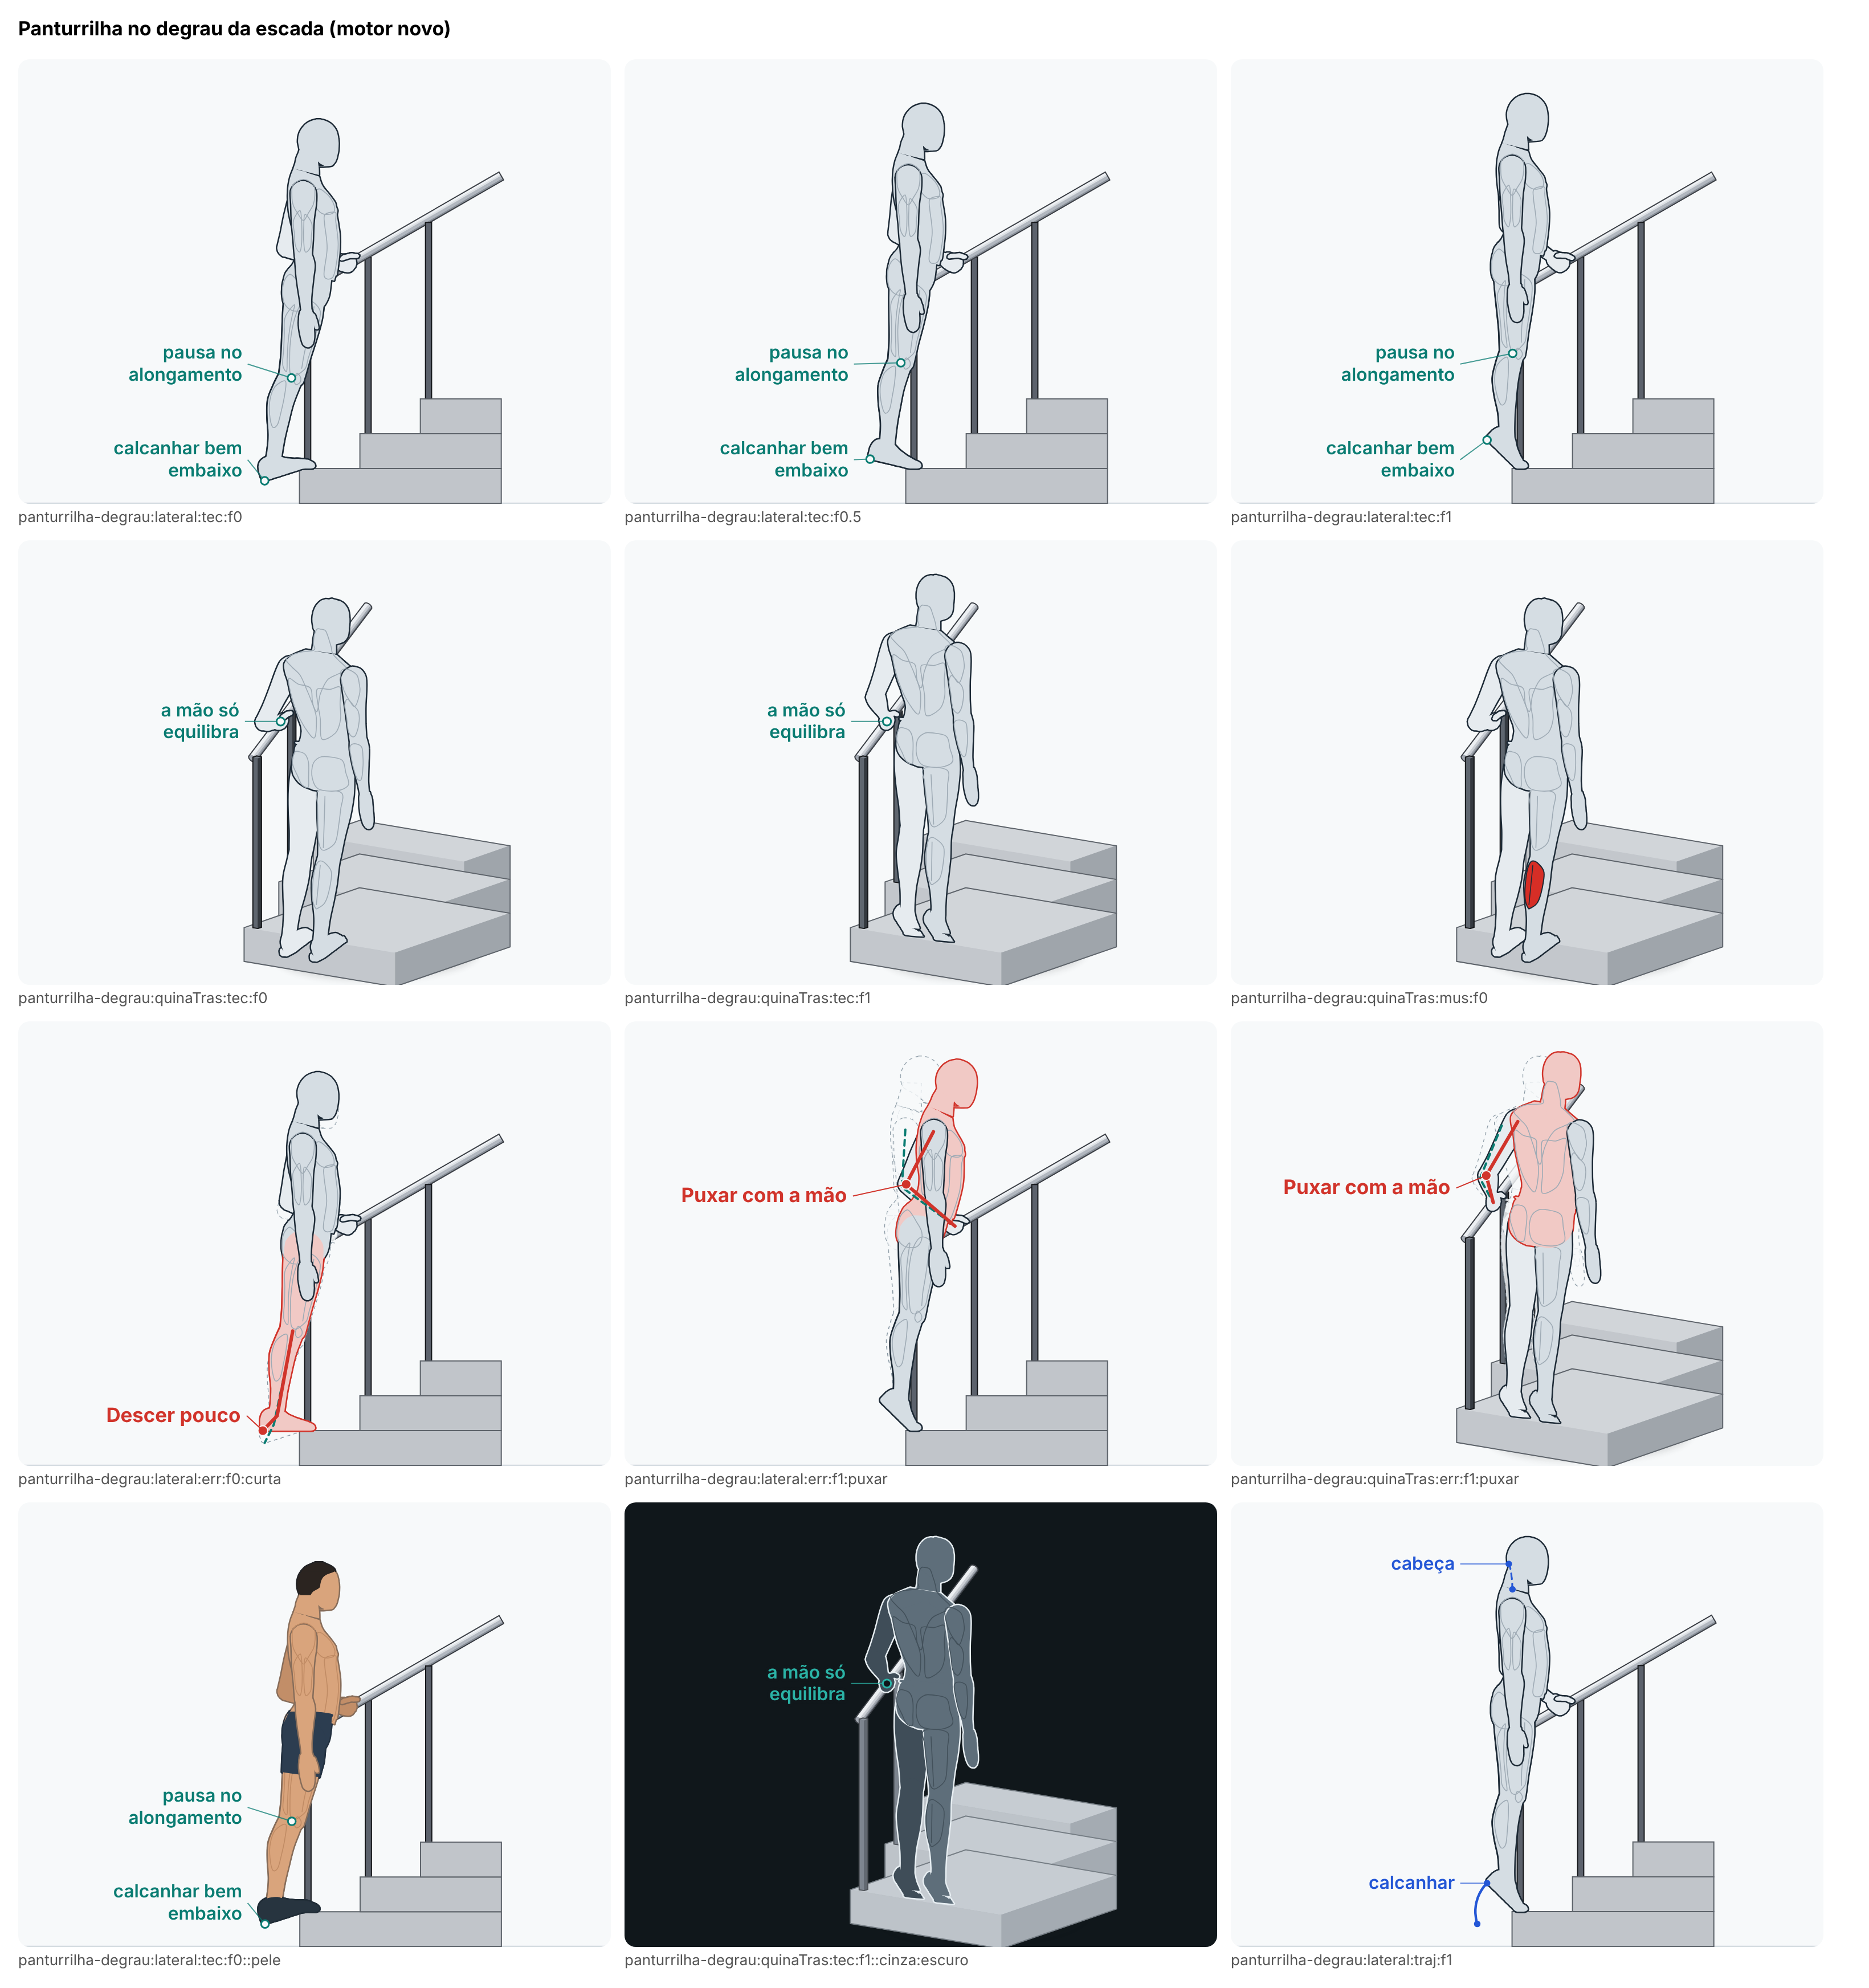 Panturrilha no degrau da escada (motor novo)
pausa no
alongamento
calcanhar bem
embaixo
panturrilha-degrau:lateral:tec:f0
pausa no
alongamento
calcanhar bem
embaixo
panturrilha-degrau:lateral:tec:f0.5
pausa no
alongamento
calcanhar bem
embaixo
panturrilha-degrau:lateral:tec:f1
a mão só
equilibra
panturrilha-degrau:quinaTras:tec:f0
a mão só
equilibra
panturrilha-degrau:quinaTras:tec:f1
panturrilha-degrau:quinaTras:mus:f0
Descer pouco
panturrilha-degrau:lateral:err:f0:curta
Puxar com a mão
panturrilha-degrau:lateral:err:f1:puxar
Puxar com a mão
panturrilha-degrau:quinaTras:err:f1:puxar
pausa no
alongamento
calcanhar bem
embaixo
panturrilha-degrau:lateral:tec:f0::pele
a mão só
equilibra
panturrilha-degrau:quinaTras:tec:f1::cinza:escuro
cabeça
calcanhar
panturrilha-degrau:lateral:traj:f1